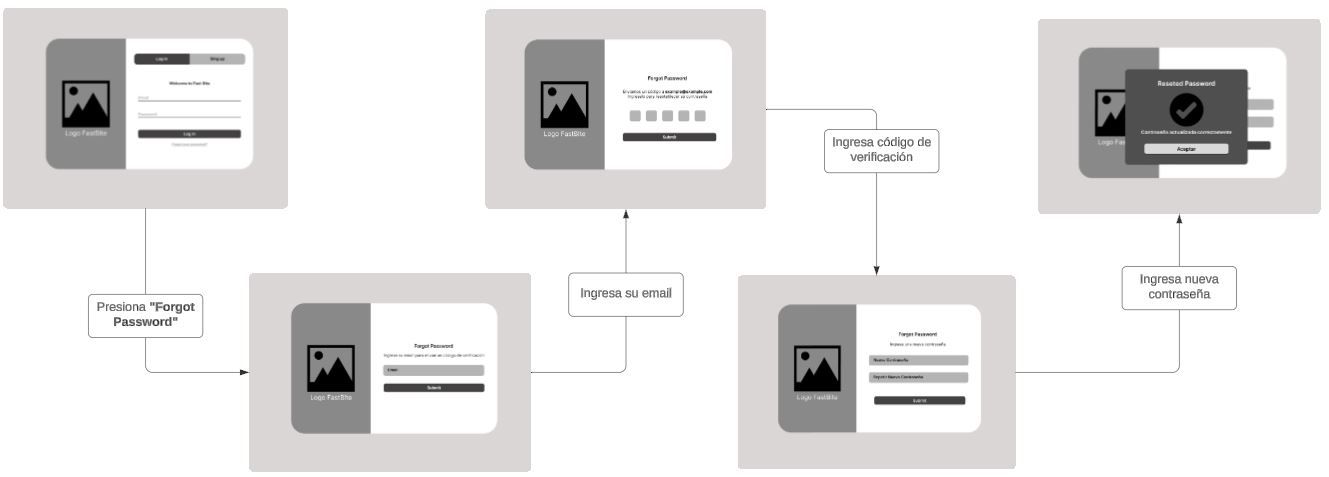 Log in
Sing up
Welcome to Fast Bite
Email
Password
Log in
Forgot your password?
Logo FastBite
Presiona "Forgot
Password"
Forgot Password
Ingrese su email para enviar un código de verificación
Email
Submit
Logo FastBite
Ingresa su email
Forgot Password
Enviamos un código a example@example.com
Ingreselo para reestablecer su contraseña
Submit
Logo FastBite
Ingresa código de
verificación
Forgot Password
Ingrese una nueva contraseña
Nueva Contraseña
Repetir Nueva Contraseña
Submit
Logo FastBite
Ingresa nueva
contraseña
Reseted Password
Contraseña actualizada correctamente
Aceptar
Logo Fa